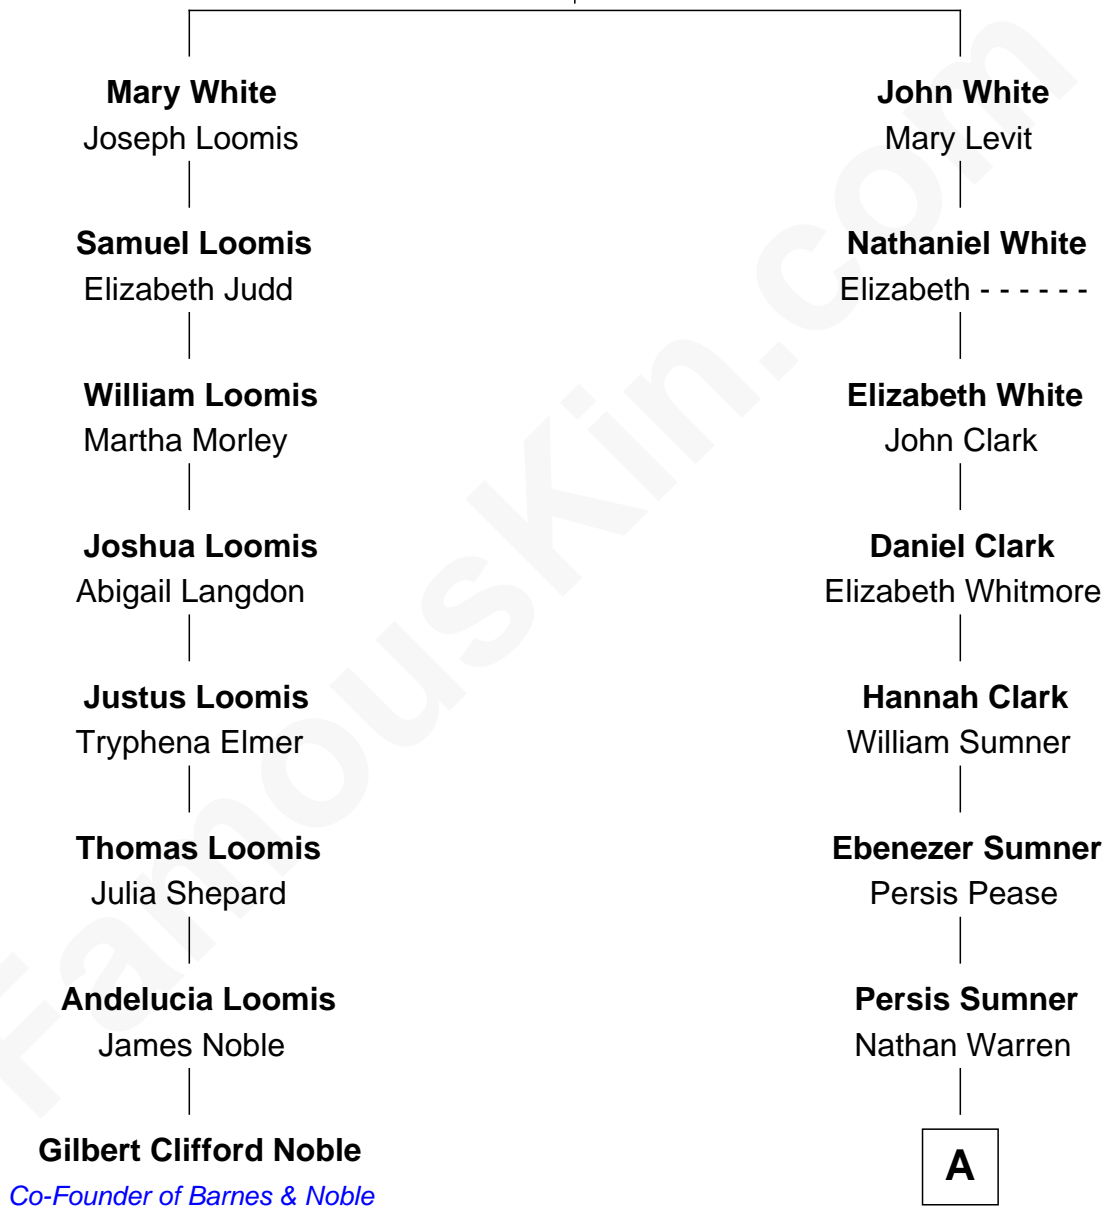 Mary White
Joseph Loomis
Samuel Loomis
Elizabeth Judd
William Loomis
Martha Morley
Joshua Loomis
Abigail Langdon
Justus Loomis
Tryphena Elmer
Thomas Loomis
Julia Shepard
Andelucia Loomis
James Noble
Gilbert Clifford Noble
Co-Founder of Barnes & Noble
John White
Mary Levit
Nathaniel White
Elizabeth - - - - - -
Elizabeth White
John Clark
Daniel Clark
Elizabeth Whitmore
Hannah Clark
William Sumner
Ebenezer Sumner
Persis Pease
Persis Sumner
Nathan Warren
A
FamousKin.com